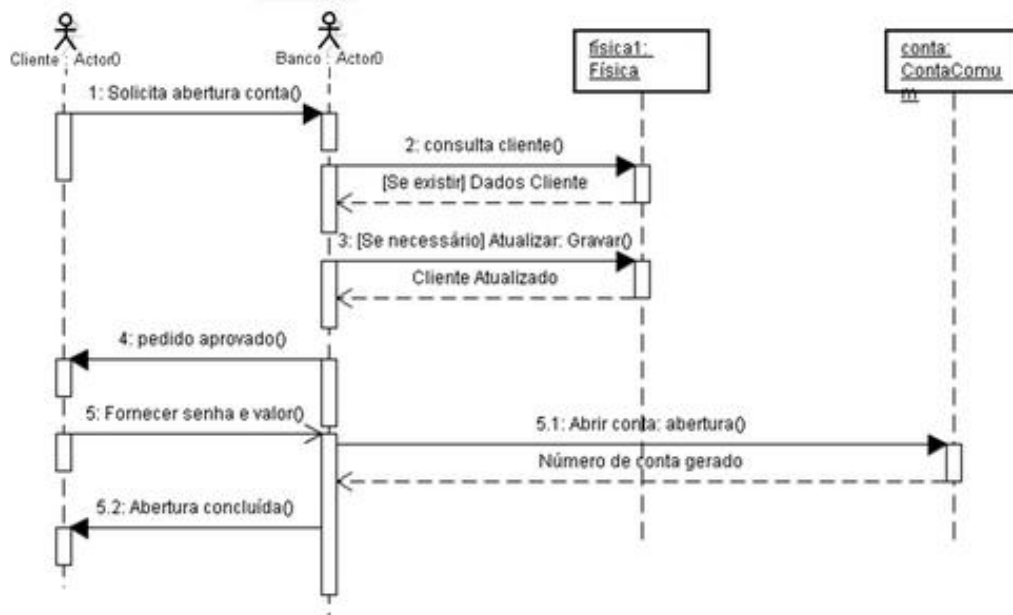 Cliente : Actor0
Banco : Actor0
física1:
Física
conta:
ContaComu
m
1: Solicita abertura conta()
2: consulta cliente()
[Se existir] Dados Cliente
3: [Se necessário] Atualizar: Gravar()
Cliente Atualizado
4: pedido aprovado()
5: Fornecer senha e valor()
5.1: Abrir conta: abertura()
Número de conta gerado
5.2: Abertura concluída()